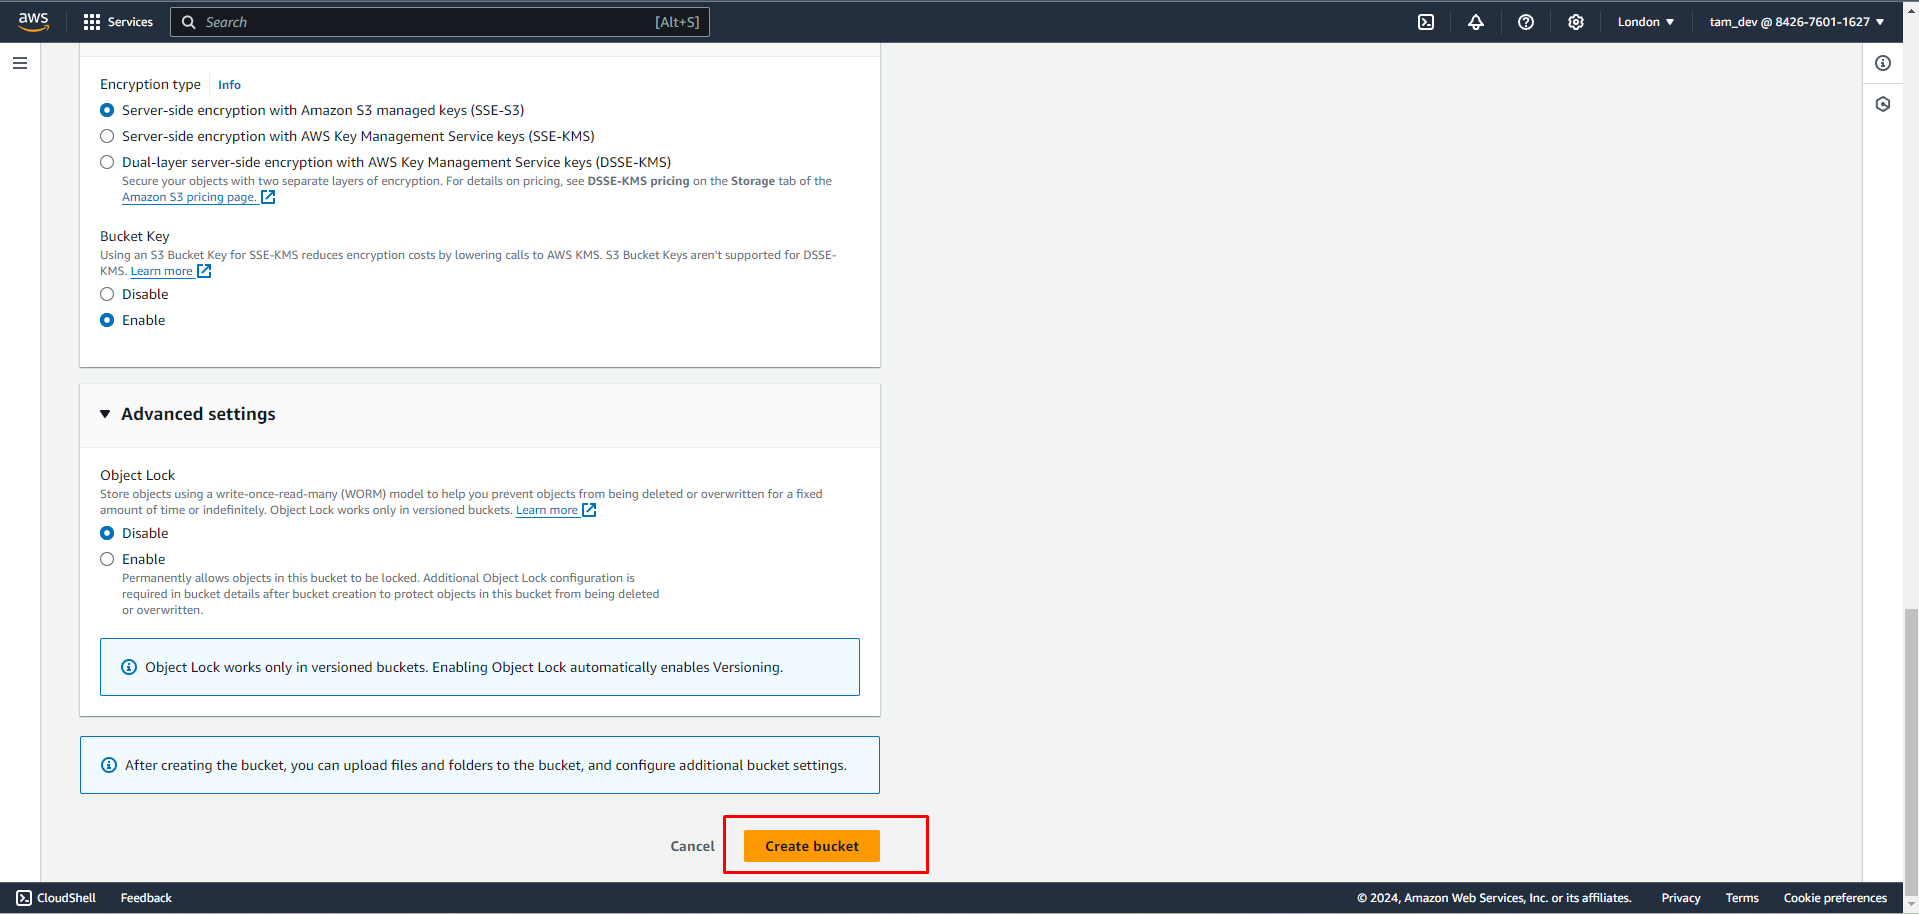 aws Services Search [Alt+S] London tam_dev @ 8426-7601-1627
Encryption type Info
Server-side encryption with Amazon S3 managed keys (SSE-S3)
Server-side encryption with AWS Key Management Service keys (SSE-KMS)
Dual-layer server-side encryption with AWS Key Management Service keys (DSSE-KMS)
Secure your objects with two separate layers of encryption. For details on pricing, see DSSE-KMS pricing on the Storage tab of the
Amazon S3 pricing page.
Bucket Key
Using an S3 Bucket Key for SSE-KMS reduces encryption costs by lowering calls to AWS KMS. S3 Bucket Keys aren't supported for DSSE-
KMS. Learn more
Disable
Enable
Advanced settings
Object Lock
Store objects using a write-once-read-many (WORM) model to help you prevent objects from being deleted or overwritten for a fixed
amount of time or indefinitely. Object Lock works only in versioned buckets. Learn more
Disable
Enable
Permanently allows objects in this bucket to be locked. Additional Object Lock configuration is
required in bucket details after bucket creation to protect objects in this bucket from being deleted
or overwritten.
Object Lock works only in versioned buckets. Enabling Object Lock automatically enables Versioning.
After creating the bucket, you can upload files and folders to the bucket, and configure additional bucket settings.
Cancel Create bucket
CloudShell Feedback © 2024, Amazon Web Services, Inc. or its affiliates. Privacy Terms Cookie preferences